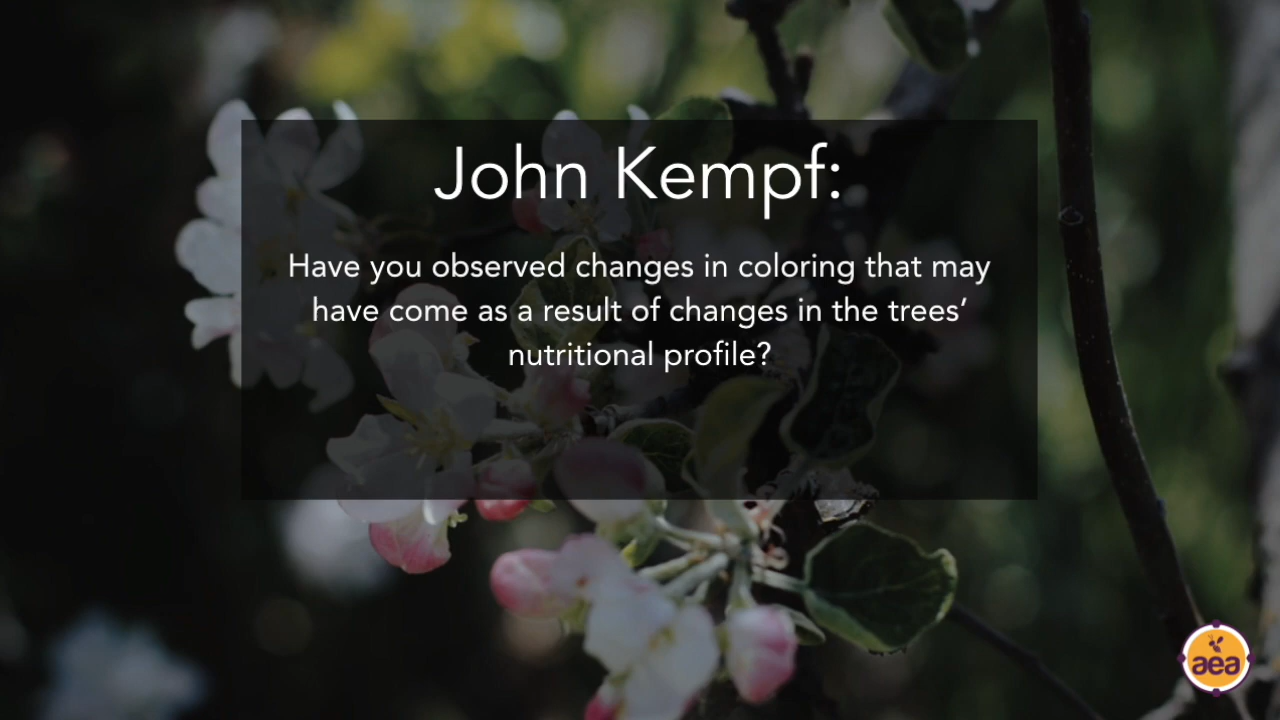 John Kempf:
Have you observed changes in coloring that may
have come as a result of changes in the trees’
nutritional profile?
aea